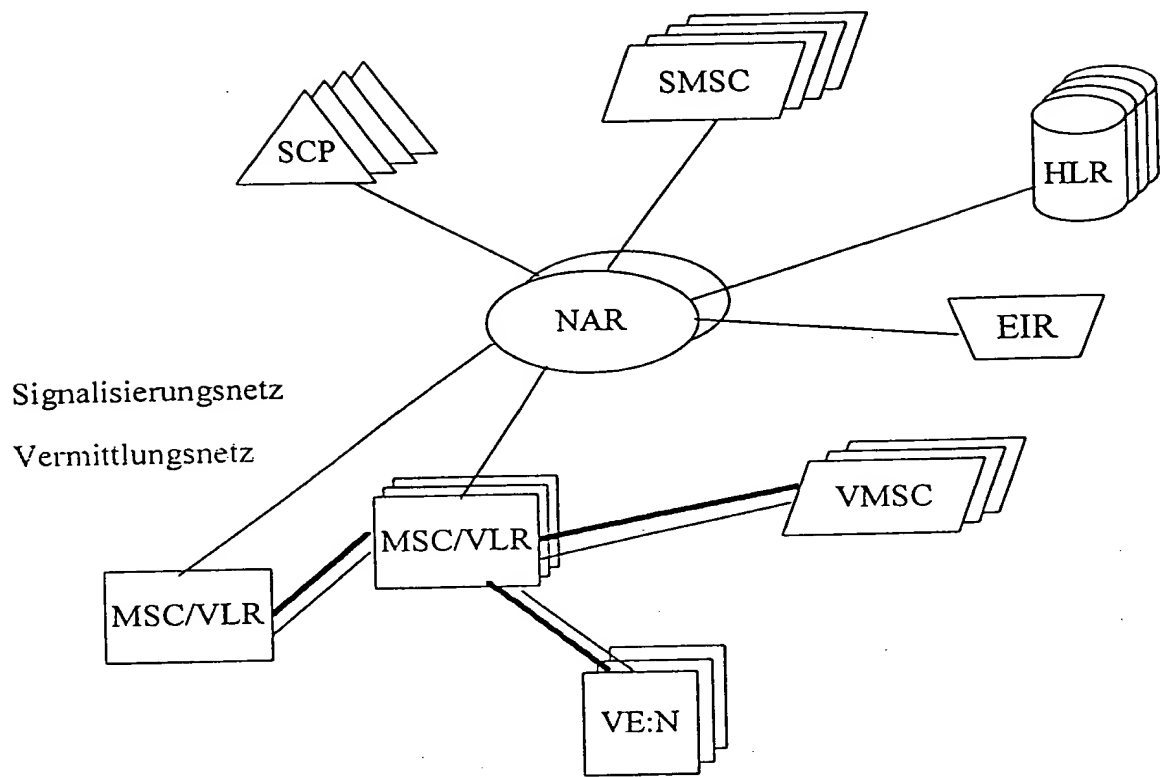 SMSC
SCP
HLR
NAR
EIR
Signalisierungsnetz
Vermittlungsnetz
VMSC
MSC/VLR
MSC/VLR
VE:N